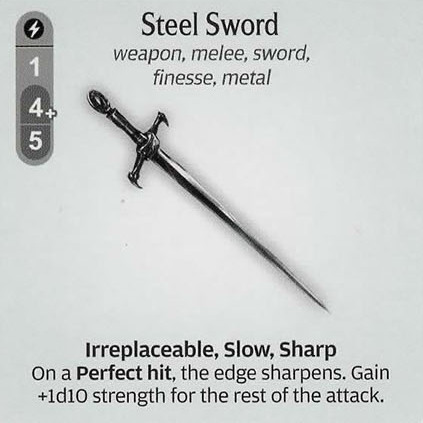 Steel Sword
weapon, melee, sword,
finesse, metal
1
4+
5
Irreplaceable, Slow, Sharp
On a Perfect hit, the edge sharpens. Gain
+1d10 strength for the rest of the attack.